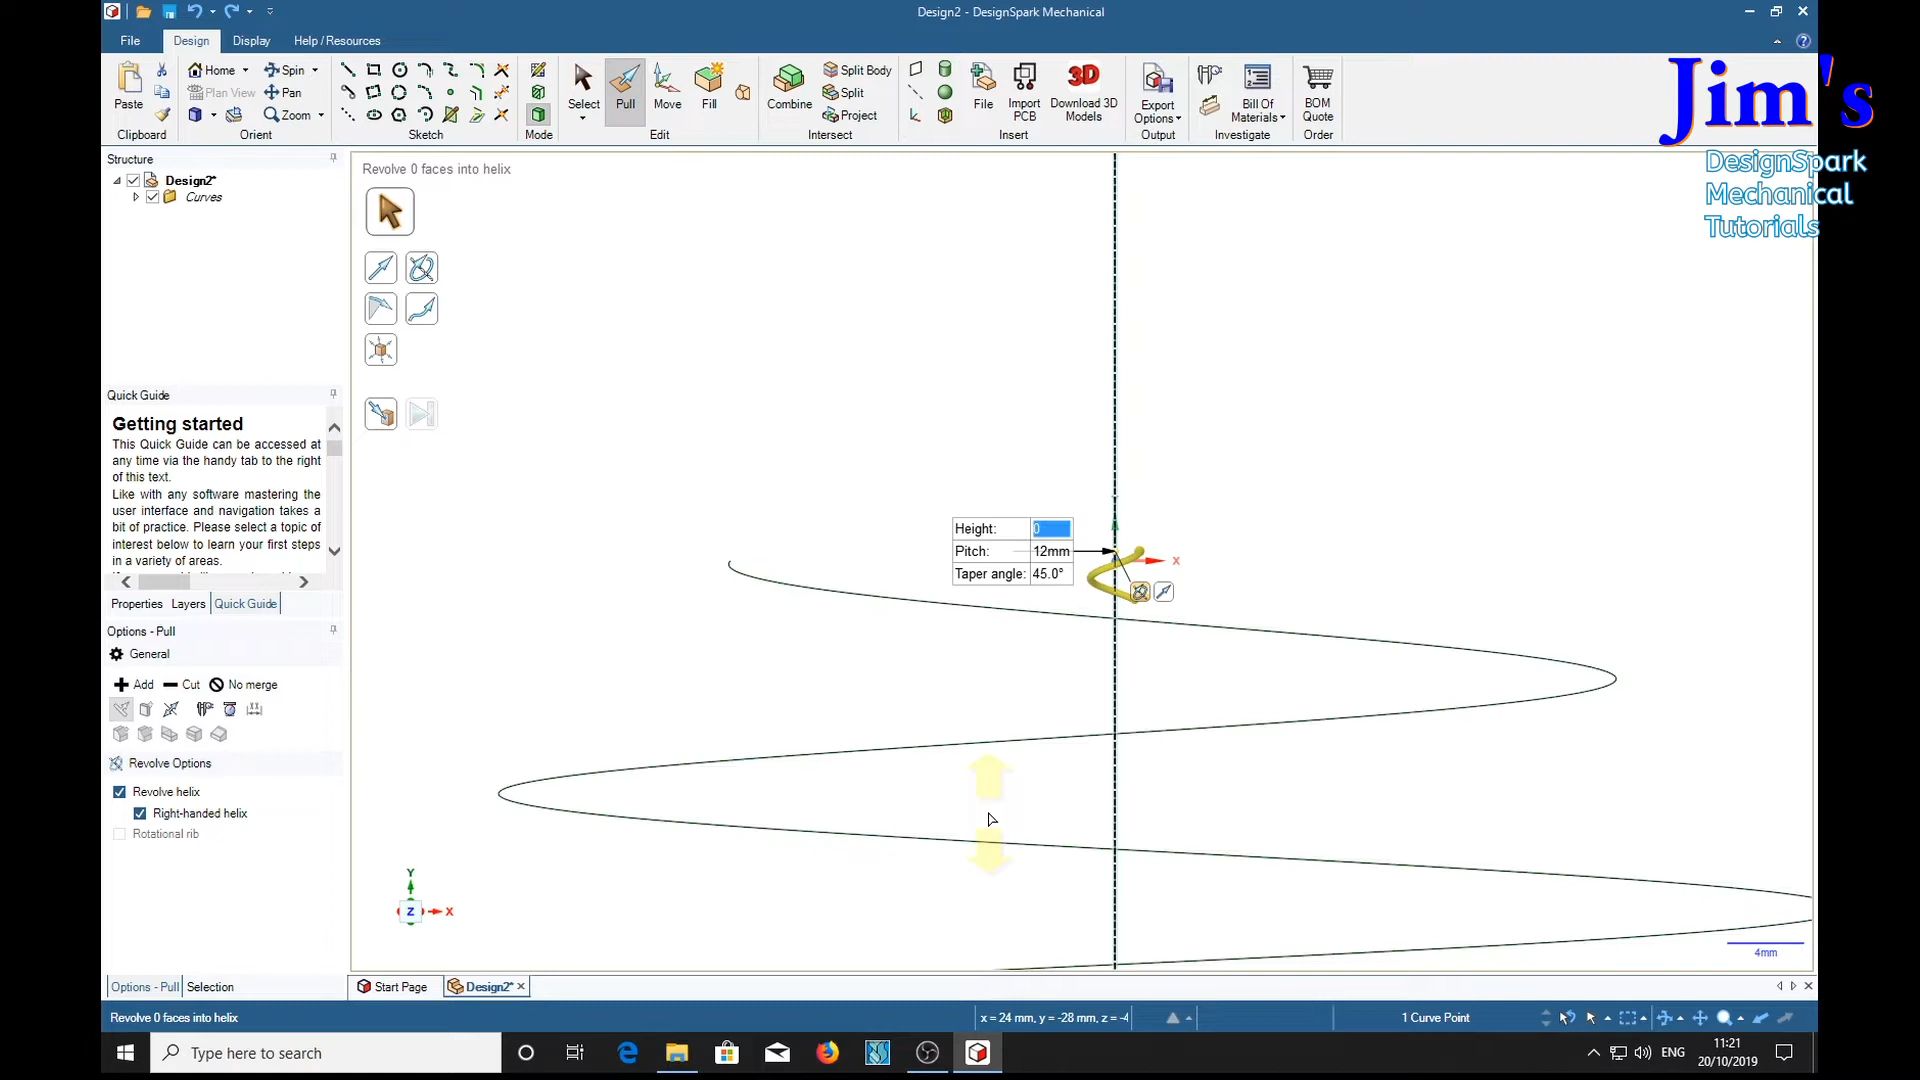 Design2 - DesignSpark Mechanical
File
Design
Display
Help / Resources
Paste
Clipboard
Home
Spin
Plan View
Pan
Zoom
Orient
Sketch
Mode
Select
Pull
Move
Fill
Edit
Combine
Split Body
Split
Project
Intersect
File
Import PCB
Download 3D Models
Insert
Export Options
Output
Bill Of Materials
Investigate
BOM Quote
Order
Jim's
DesignSpark
Mechanical
Tutorials
Structure
Design2*
Curves
Revolve 0 faces into helix
Quick Guide
Getting started
This Quick Guide can be accessed at
any time via the handy tab to the right
of this text.
Like with any software mastering the
user interface and navigation takes a
bit of practice. Please select a topic of
interest below to learn your first steps
in a variety of areas.
Properties
Layers
Quick Guide
Options - Pull
General
Add
Cut
No merge
Revolve Options
Revolve helix
Right-handed helix
Rotational rib
Height: 0
Pitch: 12mm
Taper angle: 45.0°
X
Y
Z
X
4mm
Options - Pull
Selection
Start Page
Design2*
Revolve 0 faces into helix
x = 24 mm, y = -28 mm, z = -4
1 Curve Point
Type here to search
ENG
11:21
20/10/2019